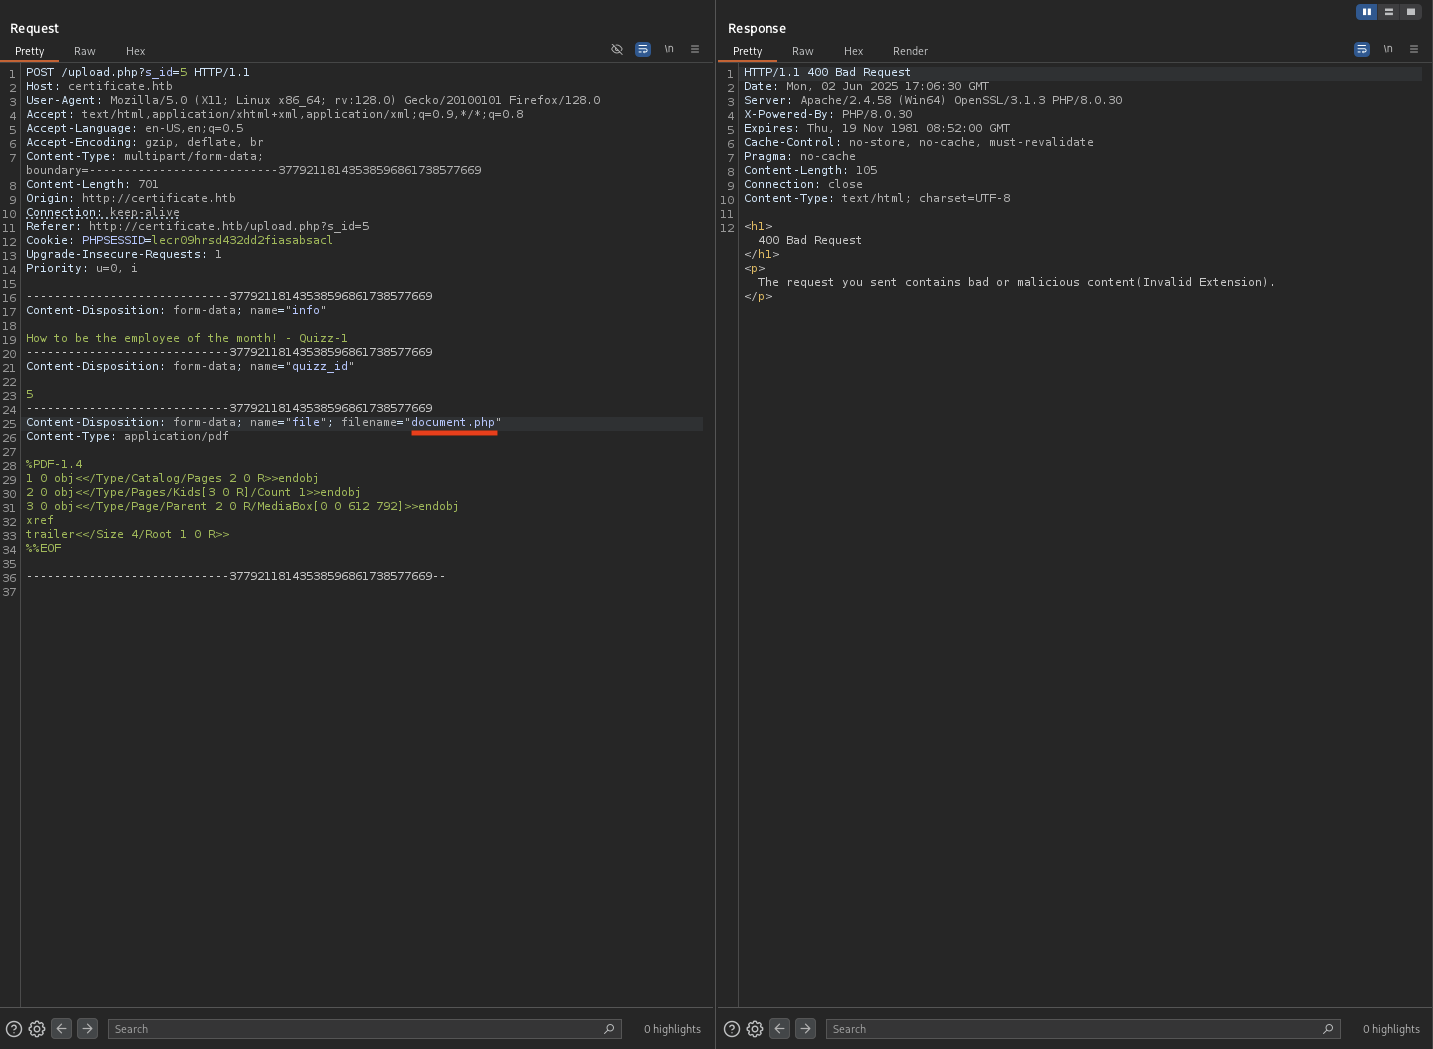 Request
Pretty Raw Hex \n
1 POST /upload.php?s_id=5 HTTP/1.1
2 Host: certificate.htb
3 User-Agent: Mozilla/5.0 (X11; Linux x86_64; rv:128.0) Gecko/20100101 Firefox/128.0
4 Accept: text/html,application/xhtml+xml,application/xml;q=0.9,*/*;q=0.8
5 Accept-Language: en-US,en;q=0.5
6 Accept-Encoding: gzip, deflate, br
7 Content-Type: multipart/form-data;
boundary=---------------------------37792118143538596861738577669
8 Content-Length: 701
9 Origin: http://certificate.htb
10 Connection: keep-alive
11 Referer: http://certificate.htb/upload.php?s_id=5
12 Cookie: PHPSESSID=lecr09hrsd432dd2fiasabsacl
13 Upgrade-Insecure-Requests: 1
14 Priority: u=0, i
15
16 -----------------------------37792118143538596861738577669
17 Content-Disposition: form-data; name="info"
18
19 How to be the employee of the month! - Quizz-1
20 -----------------------------37792118143538596861738577669
21 Content-Disposition: form-data; name="quizz_id"
22
23 5
24 -----------------------------37792118143538596861738577669
25 Content-Disposition: form-data; name="file"; filename="document.php"
26 Content-Type: application/pdf
27
28 %PDF-1.4
29 1 0 obj<</Type/Catalog/Pages 2 0 R>>endobj
30 2 0 obj<</Type/Pages/Kids[3 0 R]/Count 1>>endobj
31 3 0 obj<</Type/Page/Parent 2 0 R/MediaBox[0 0 612 792]>>endobj
32 xref
33 trailer<</Size 4/Root 1 0 R>>
34 %%EOF
35
36 -----------------------------37792118143538596861738577669--
37
Search 0 highlights
Response
Pretty Raw Hex Render \n
1 HTTP/1.1 400 Bad Request
2 Date: Mon, 02 Jun 2025 17:06:30 GMT
3 Server: Apache/2.4.58 (Win64) OpenSSL/3.1.3 PHP/8.0.30
4 X-Powered-By: PHP/8.0.30
5 Expires: Thu, 19 Nov 1981 08:52:00 GMT
6 Cache-Control: no-store, no-cache, must-revalidate
7 Pragma: no-cache
8 Content-Length: 105
9 Connection: close
10 Content-Type: text/html; charset=UTF-8
11
12 <h1>
400 Bad Request
</h1>
<p>
The request you sent contains bad or malicious content(Invalid Extension).
</p>
Search 0 highlights